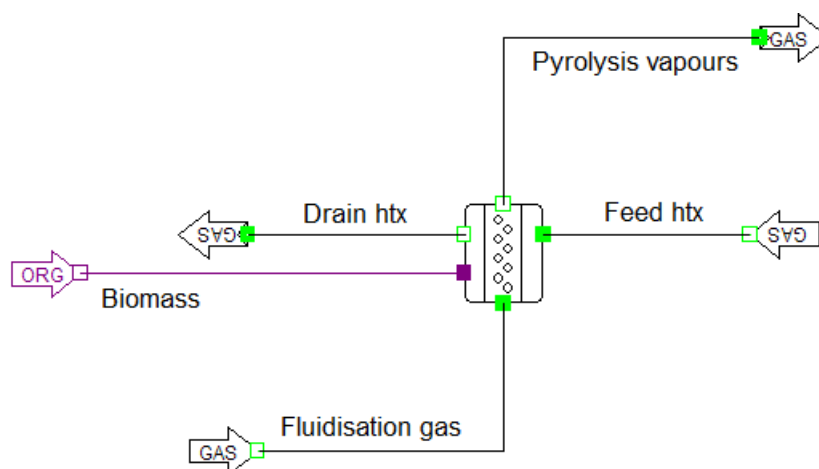 GAS
Pyrolysis vapours
Drain htx
Feed htx
GAS
GAS
ORG
Biomass
Fluidisation gas
GAS